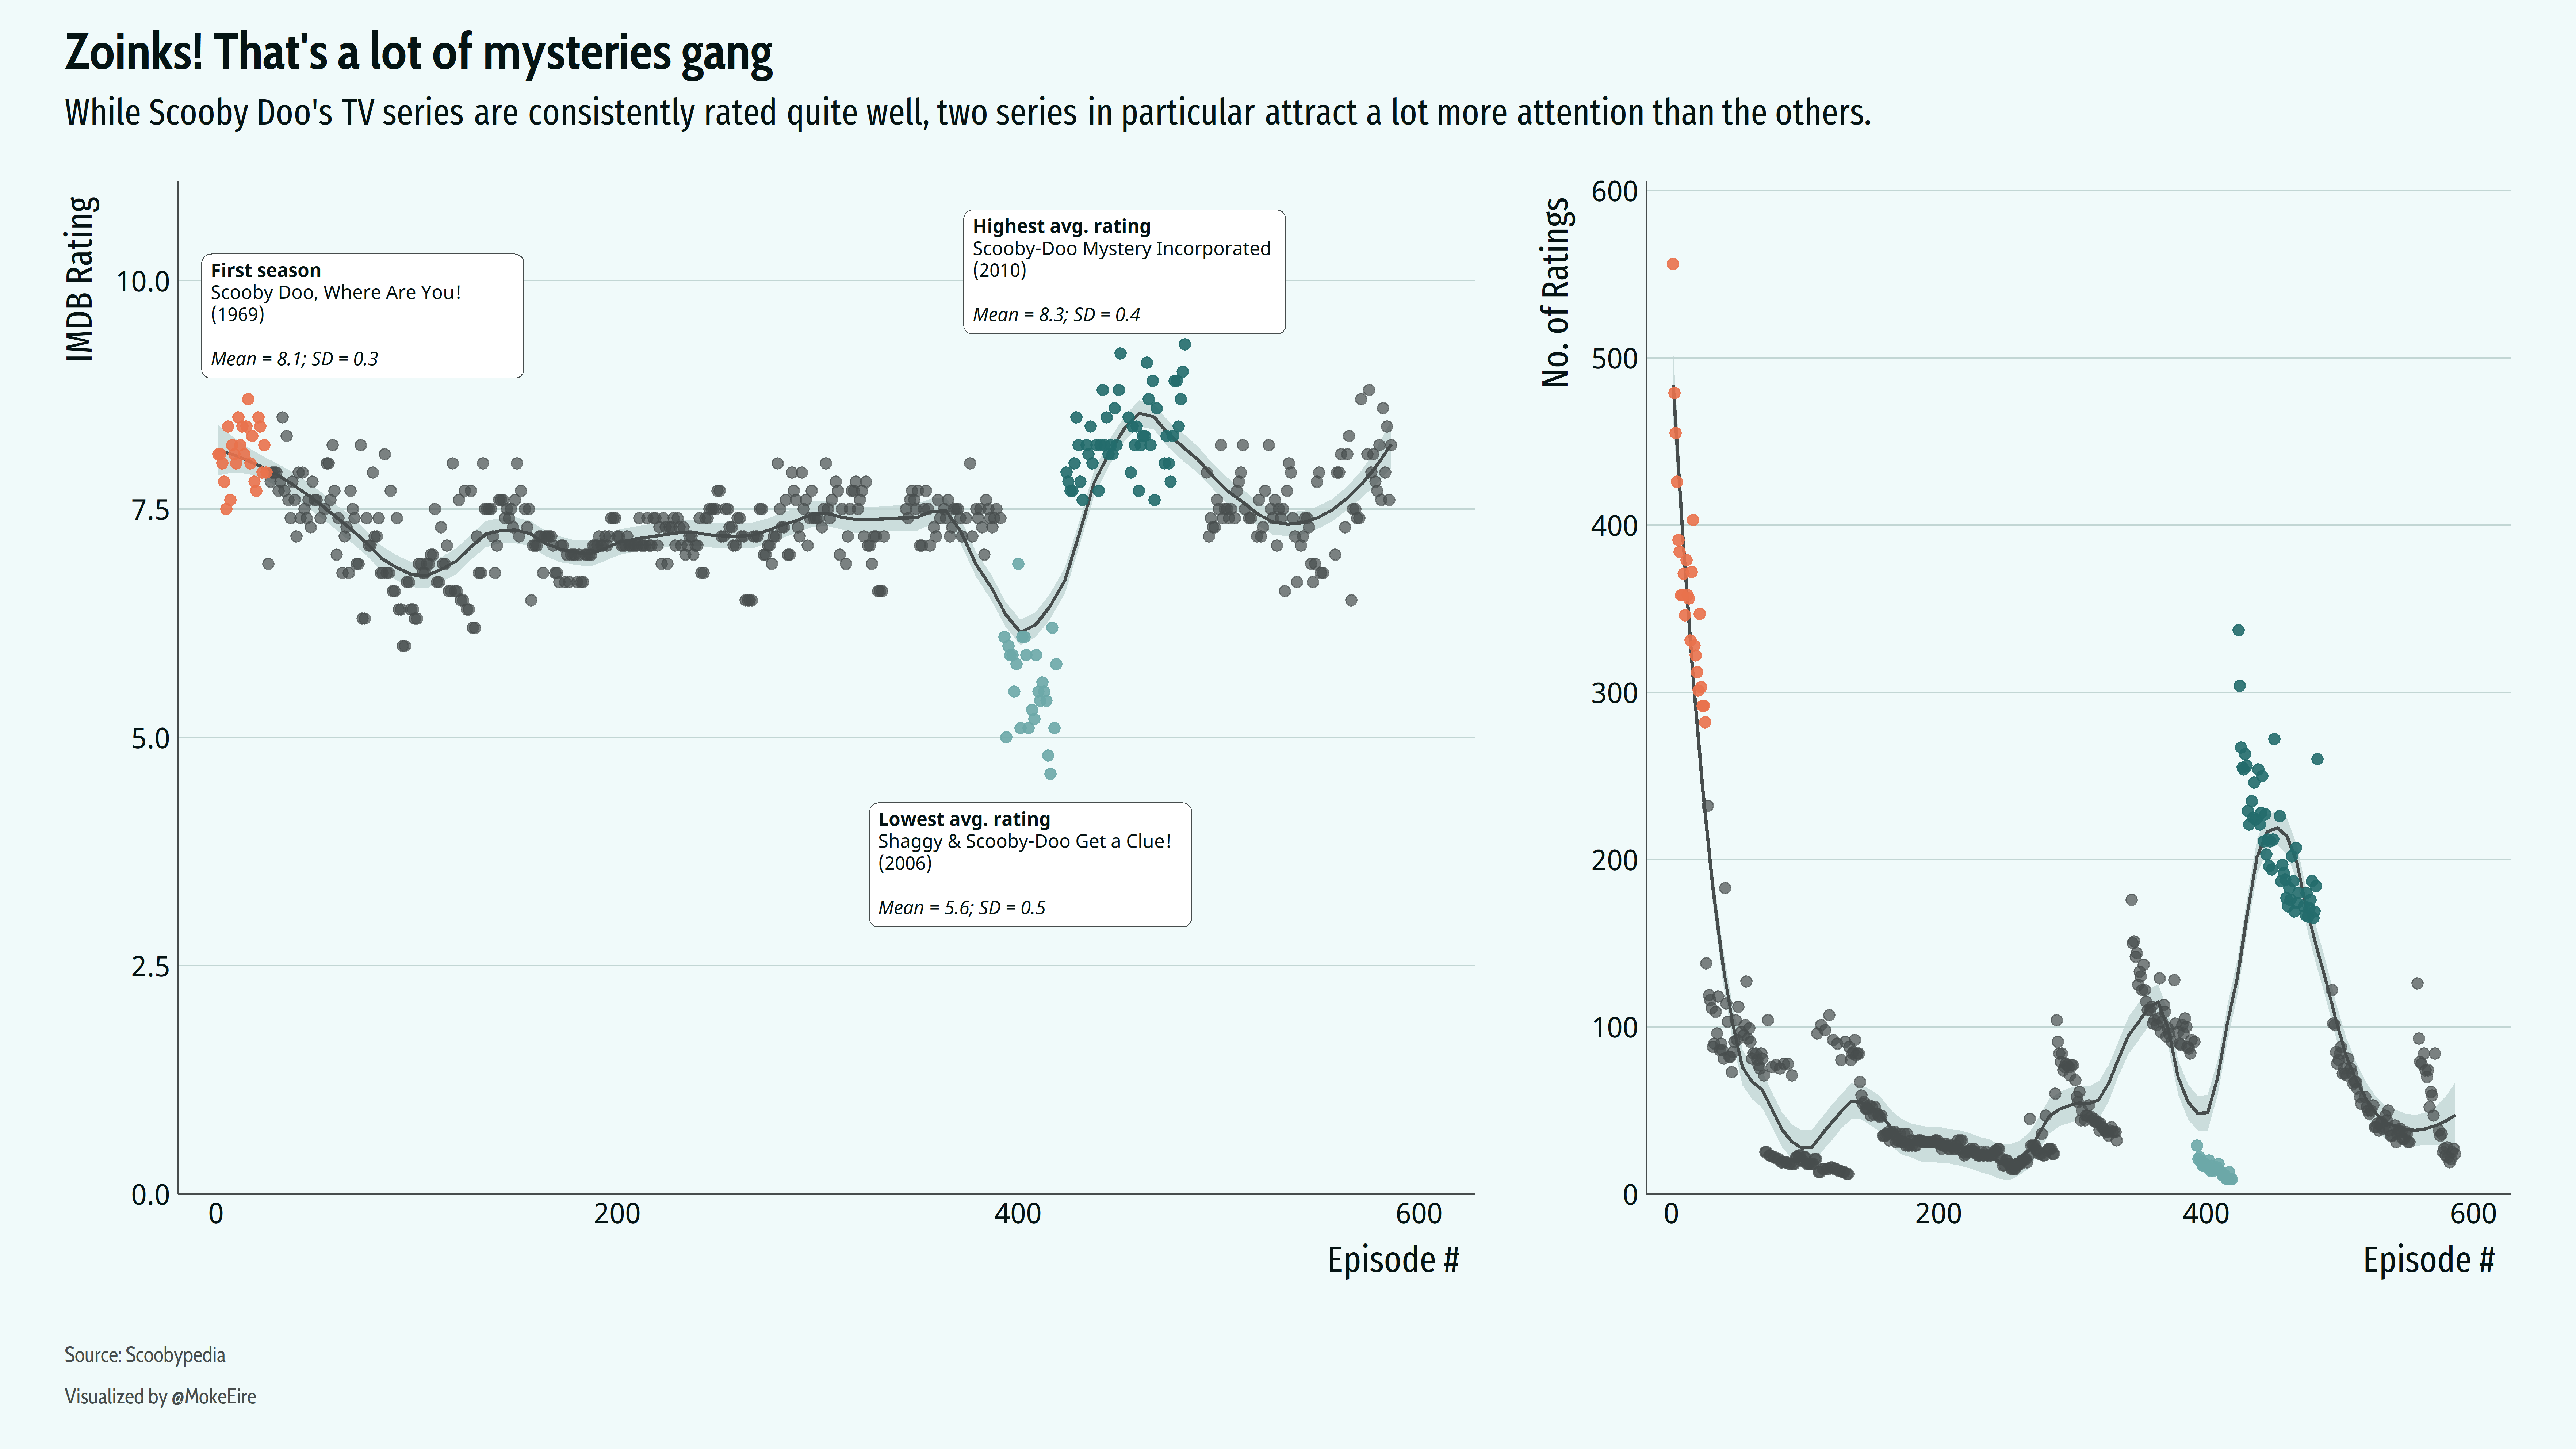 Zoinks! That's a lot of mysteries gang
While Scooby Doo's TV series are consistently rated quite well, two series in particular attract a lot more attention than the others.
IMDB Rating
10.0
7.5
5.0
2.5
0.0
0
200
400
600
Episode #
First season
Scooby Doo, Where Are You!
(1969)
Mean = 8.1; SD = 0.3
Highest avg. rating
Scooby-Doo Mystery Incorporated
(2010)
Mean = 8.3; SD = 0.4
Lowest avg. rating
Shaggy & Scooby-Doo Get a Clue!
(2006)
Mean = 5.6; SD = 0.5
No. of Ratings
600
500
400
300
200
100
0
0
200
400
600
Episode #
Source: Scoobypedia
Visualized by @MokeEire